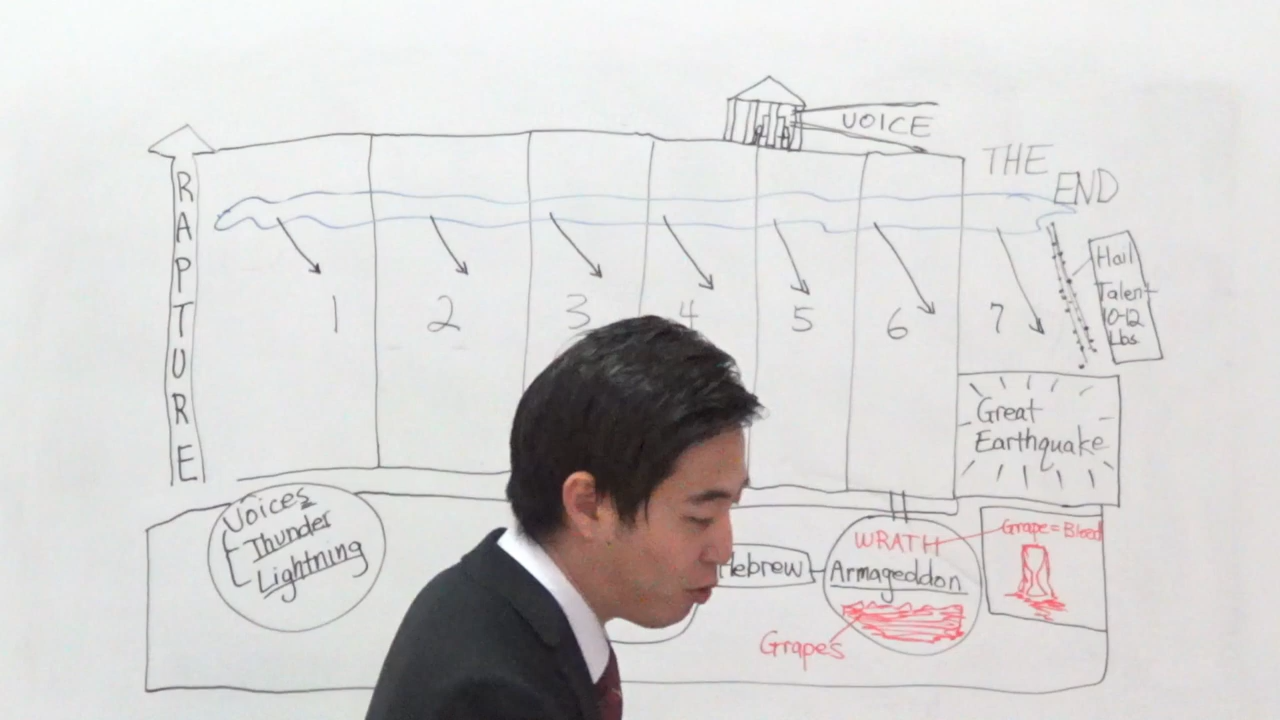 VOICE
THE
END
RAPTURE
1 2 3 4 5 6 7
Hail
Talent
10-12
Lbs
Great
Earthquake
Voices
Thunder
Lightning
Hebrew
WRATH
Armageddon
Grapes
Grape = Blood